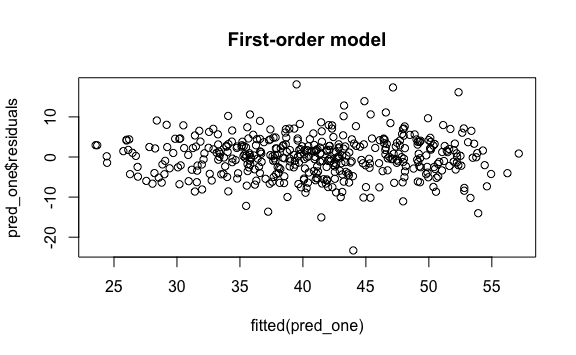 First-order model
pred_one$residuals
10
0
-10
-20
25 30 35 40 45 50 55
fitted(pred_one)